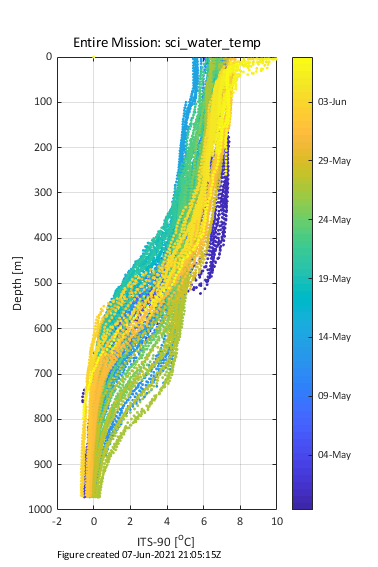 Entire Mission: sci_water_temp
0
100
200
300
400
500
600
700
800
900
1000
Depth [m]
-2 0 2 4 6 8 10
ITS-90 [°C]
03-Jun
29-May
24-May
19-May
14-May
09-May
04-May
Figure created 07-Jun-2021 21:05:15Z